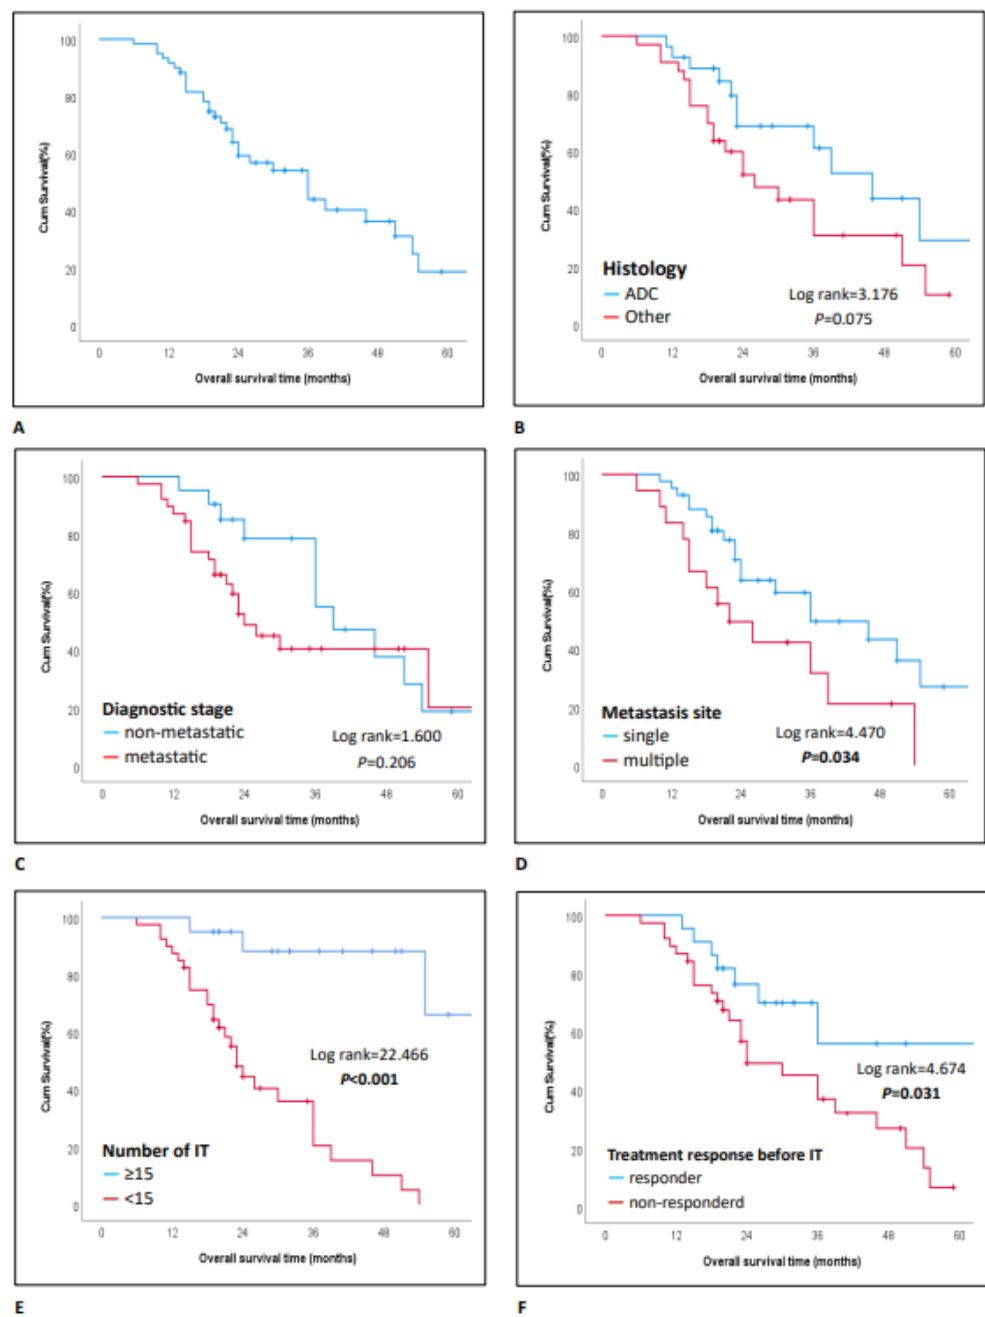 100
80
60
40
20
0
Cum Survival(%)
0 12 24 36 48 60
Overall survival time (months)
A
100
80
60
40
20
0
Cum Survival(%)
Histology
ADC
Other
Log rank=3.176
P=0.075
0 12 24 36 48 60
Overall survival time (months)
B
100
80
60
40
20
0
Cum Survival(%)
Diagnostic stage
non-metastatic
metastatic
Log rank=1.600
P=0.206
0 12 24 36 48 60
Overall survival time (months)
C
100
80
60
40
20
0
Cum Survival(%)
Metastasis site
single
multiple
Log rank=4.470
P=0.034
0 12 24 36 48 60
Overall survival time (months)
D
100
80
60
40
20
0
Cum Survival(%)
Log rank=22.466
P<0.001
Number of IT
≥15
<15
0 12 24 36 48 60
Overall survival time (months)
E
100
80
60
40
20
0
Cum Survival(%)
Log rank=4.674
P=0.031
Treatment response before IT
responder
non-responderd
0 12 24 36 48 60
Overall survival time (months)
F